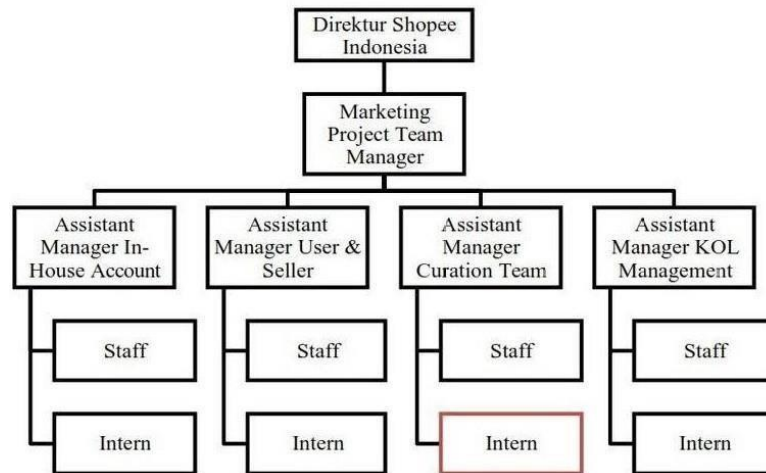 Direktur Shopee
Indonesia
Marketing
Project Team
Manager
Assistant
Manager In-
House Account
Assistant
Manager User &
Seller
Assistant
Manager
Curation Team
Assistant
Manager KOL
Management
Staff
Staff
Staff
Staff
Intern
Intern
Intern
Intern